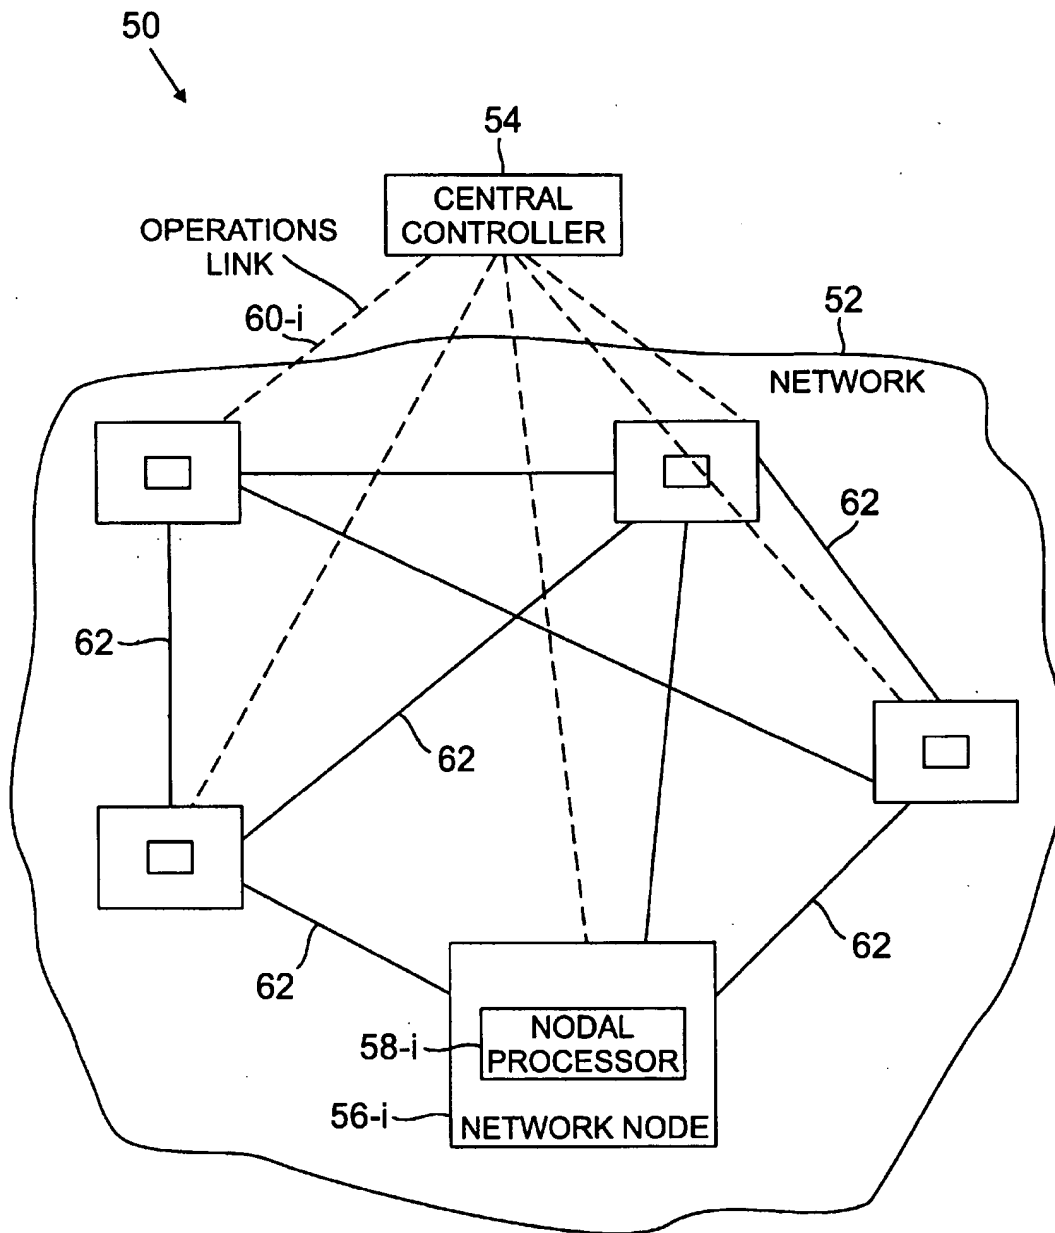 50
54
CENTRAL
CONTROLLER
OPERATIONS
LINK
60-i
52
NETWORK
62
62
62
62
62
NODAL
PROCESSOR
58-i
56-i
NETWORK NODE